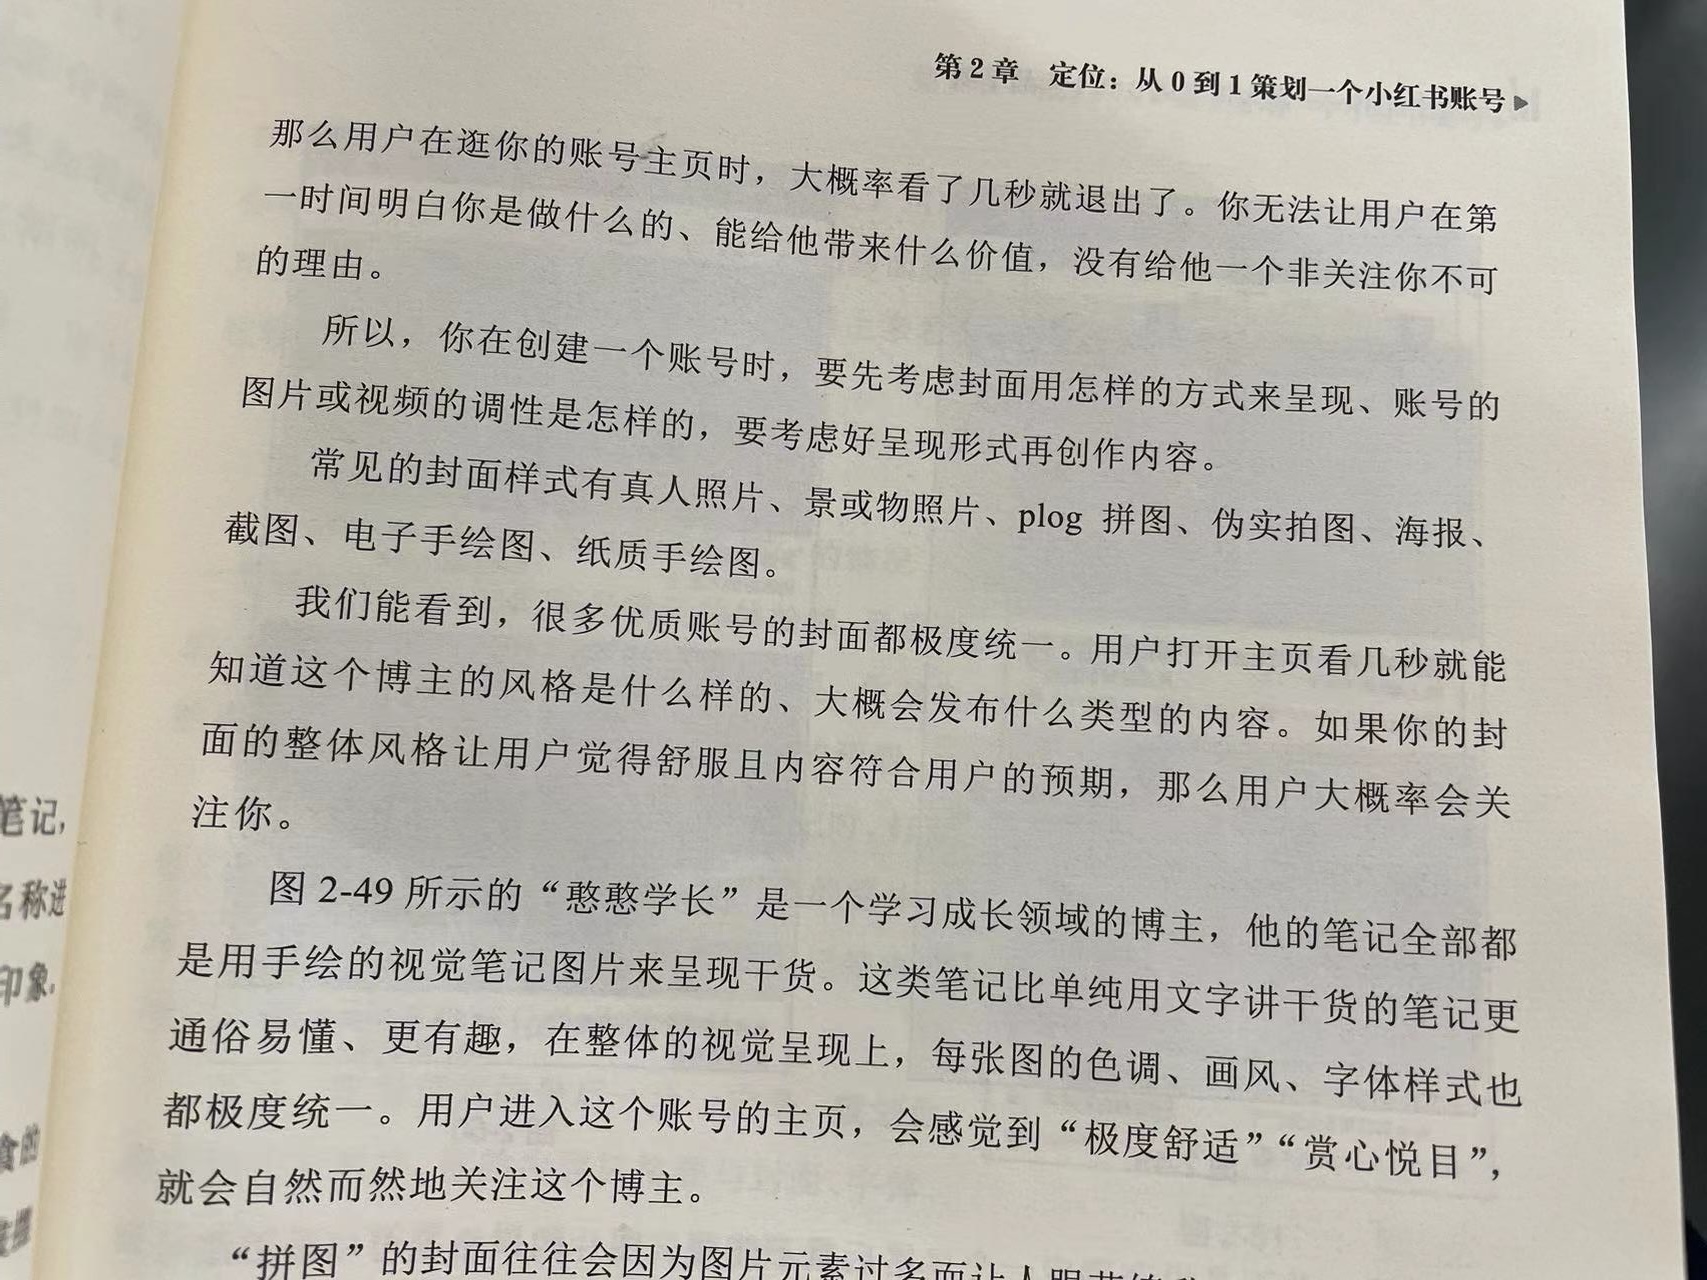 第2章 定位：从0到1策划一个小红书账号▶
那么用户在逛你的账号主页时，大概率看了几秒就退出了。你无法让用户在第
一时间明白你是做什么的、能给他带来什么价值，没有给他一个非关注你不可
的理由。
所以，你在创建一个账号时，要先考虑封面用怎样的方式来呈现、账号的
图片或视频的调性是怎样的，要考虑好呈现形式再创作内容。
常见的封面样式有真人照片、景或物照片、plog 拼图、伪实拍图、海报、
截图、电子手绘图、纸质手绘图。
我们能看到，很多优质账号的封面都极度统一。用户打开主页看几秒就能
知道这个博主的风格是什么样的、大概会发布什么类型的内容。如果你的封
面的整体风格让用户觉得舒服且内容符合用户的预期，那么用户大概率会关
注你。
图 2-49 所示的“憨憨学长”是一个学习成长领域的博主，他的笔记全部都
是用手绘的视觉笔记图片来呈现干货。这类笔记比单纯用文字讲干货的笔记更
通俗易懂、更有趣，在整体的视觉呈现上，每张图的色调、画风、字体样式也
都极度统一。用户进入这个账号的主页，会感觉到“极度舒适”“赏心悦目”，
就会自然而然地关注这个博主。
“拼图”的封面往往会因为图片元素过多而让人眼
笔记，
名称进
印象。
食的